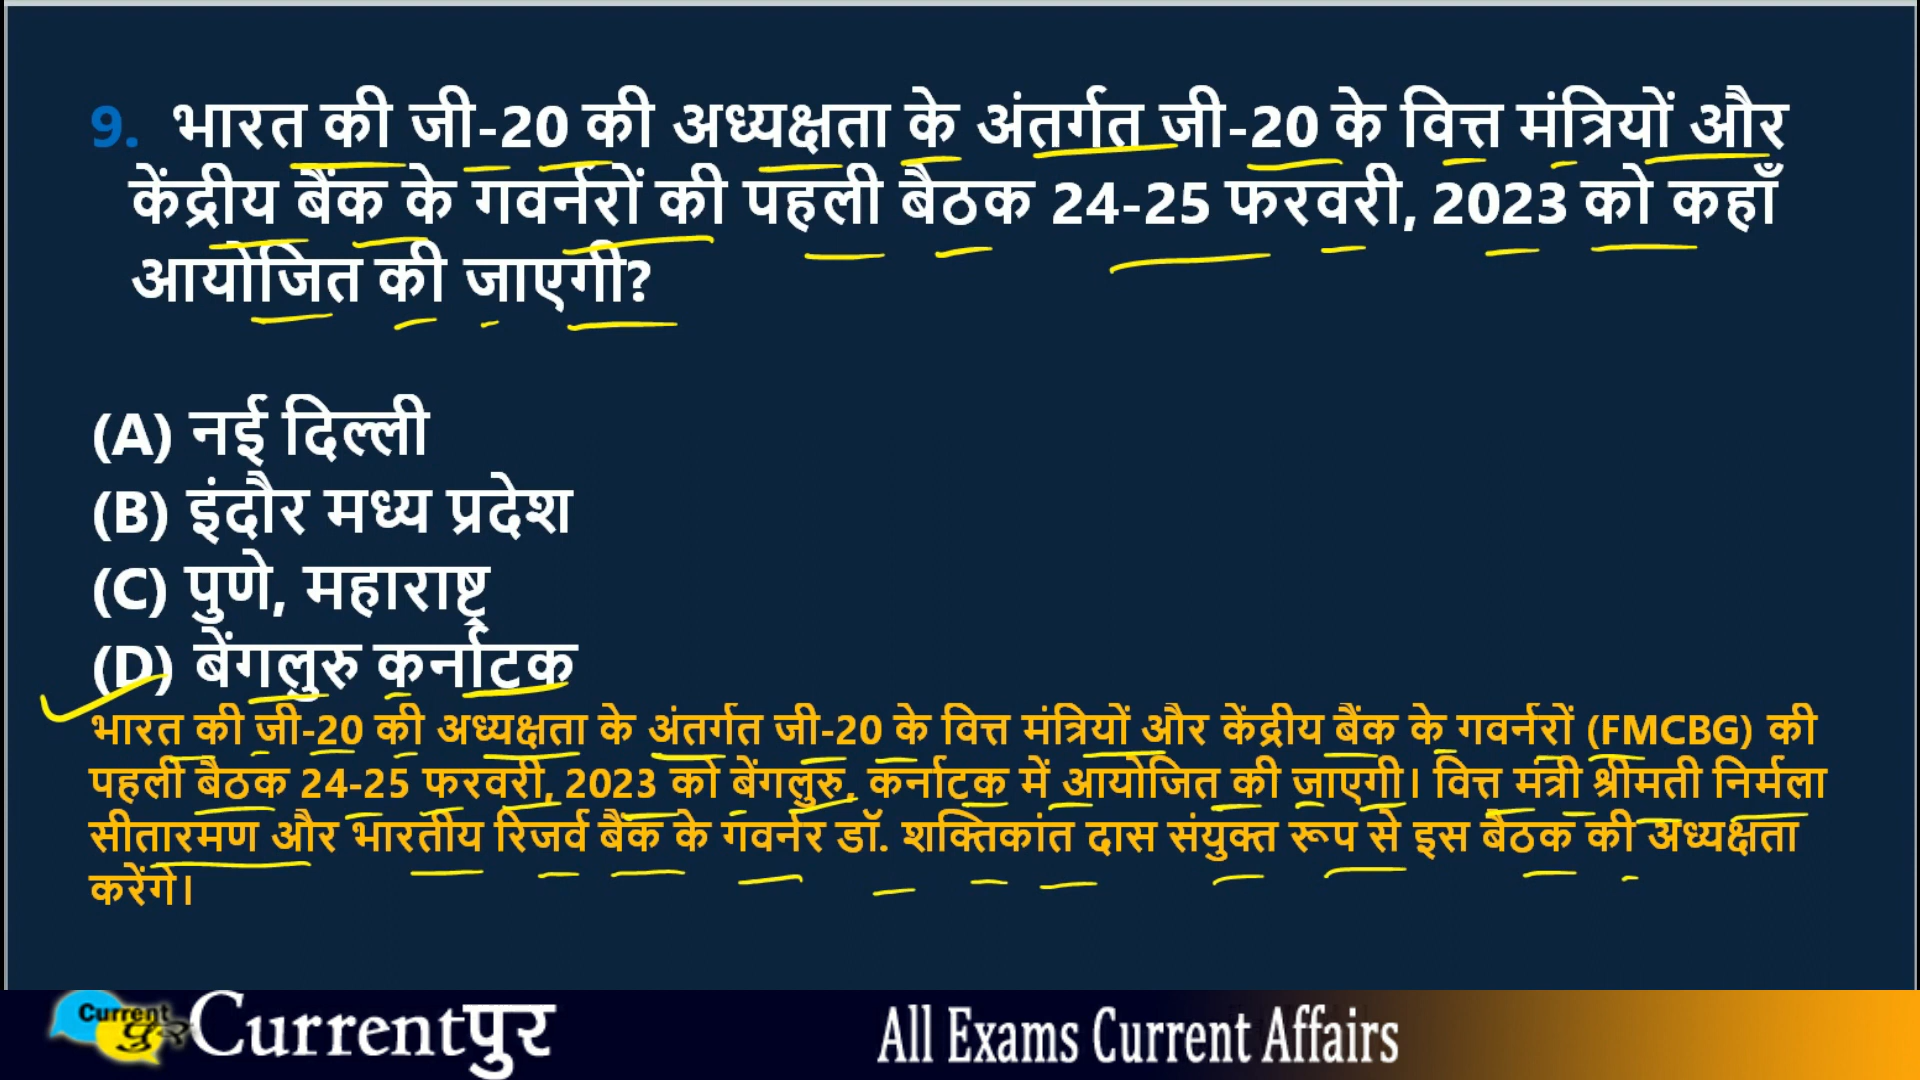 9. भारत की जी-20 की अध्यक्षता के अंतर्गत जी-20 के वित्त मंत्रियों और
केंद्रीय बैंक के गवर्नरों की पहली बैठक 24-25 फरवरी, 2023 को कहाँ
आयोजित की जाएगी?
(A) नई दिल्ली
(B) इंदौर मध्य प्रदेश
(C) पुणे, महाराष्ट्र
(D) बेंगलुरु कर्नाटक
भारत की जी-20 की अध्यक्षता के अंतर्गत जी-20 के वित्त मंत्रियों और केंद्रीय बैंक के गवर्नरों (FMCBG) की
पहली बैठक 24-25 फरवरी, 2023 को बेंगलुरु, कर्नाटक में आयोजित की जाएगी। वित्त मंत्री श्रीमती निर्मला
सीतारमण और भारतीय रिजर्व बैंक के गवर्नर डॉ. शक्तिकांत दास संयुक्त रूप से इस बैठक की अध्यक्षता
करेंगे।
Current पुर Currentपुर All Exams Current Affairs